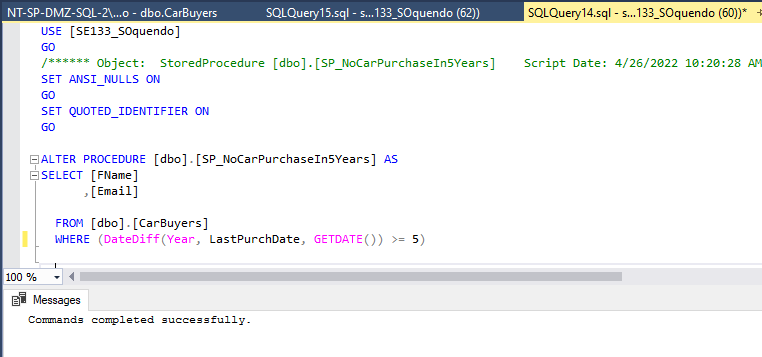 NT-SP-DMZ-SQL-2\...o - dbo.CarBuyers SQLQuery15.sql - s...133_SOquendo (62)) SQLQuery14.sql - s...133_SOquendo (60))*
USE [SE133_SOquendo]
GO
/****** Object:  StoredProcedure [dbo].[SP_NoCarPurchaseIn5Years]    Script Date: 4/26/2022 10:20:28 AM
SET ANSI_NULLS ON
GO
SET QUOTED_IDENTIFIER ON
GO
ALTER PROCEDURE [dbo].[SP_NoCarPurchaseIn5Years] AS
SELECT [FName]
,[Email]
FROM [dbo].[CarBuyers]
WHERE (DateDiff(Year, LastPurchDate, GETDATE()) >= 5)
100 %
Messages
Commands completed successfully.